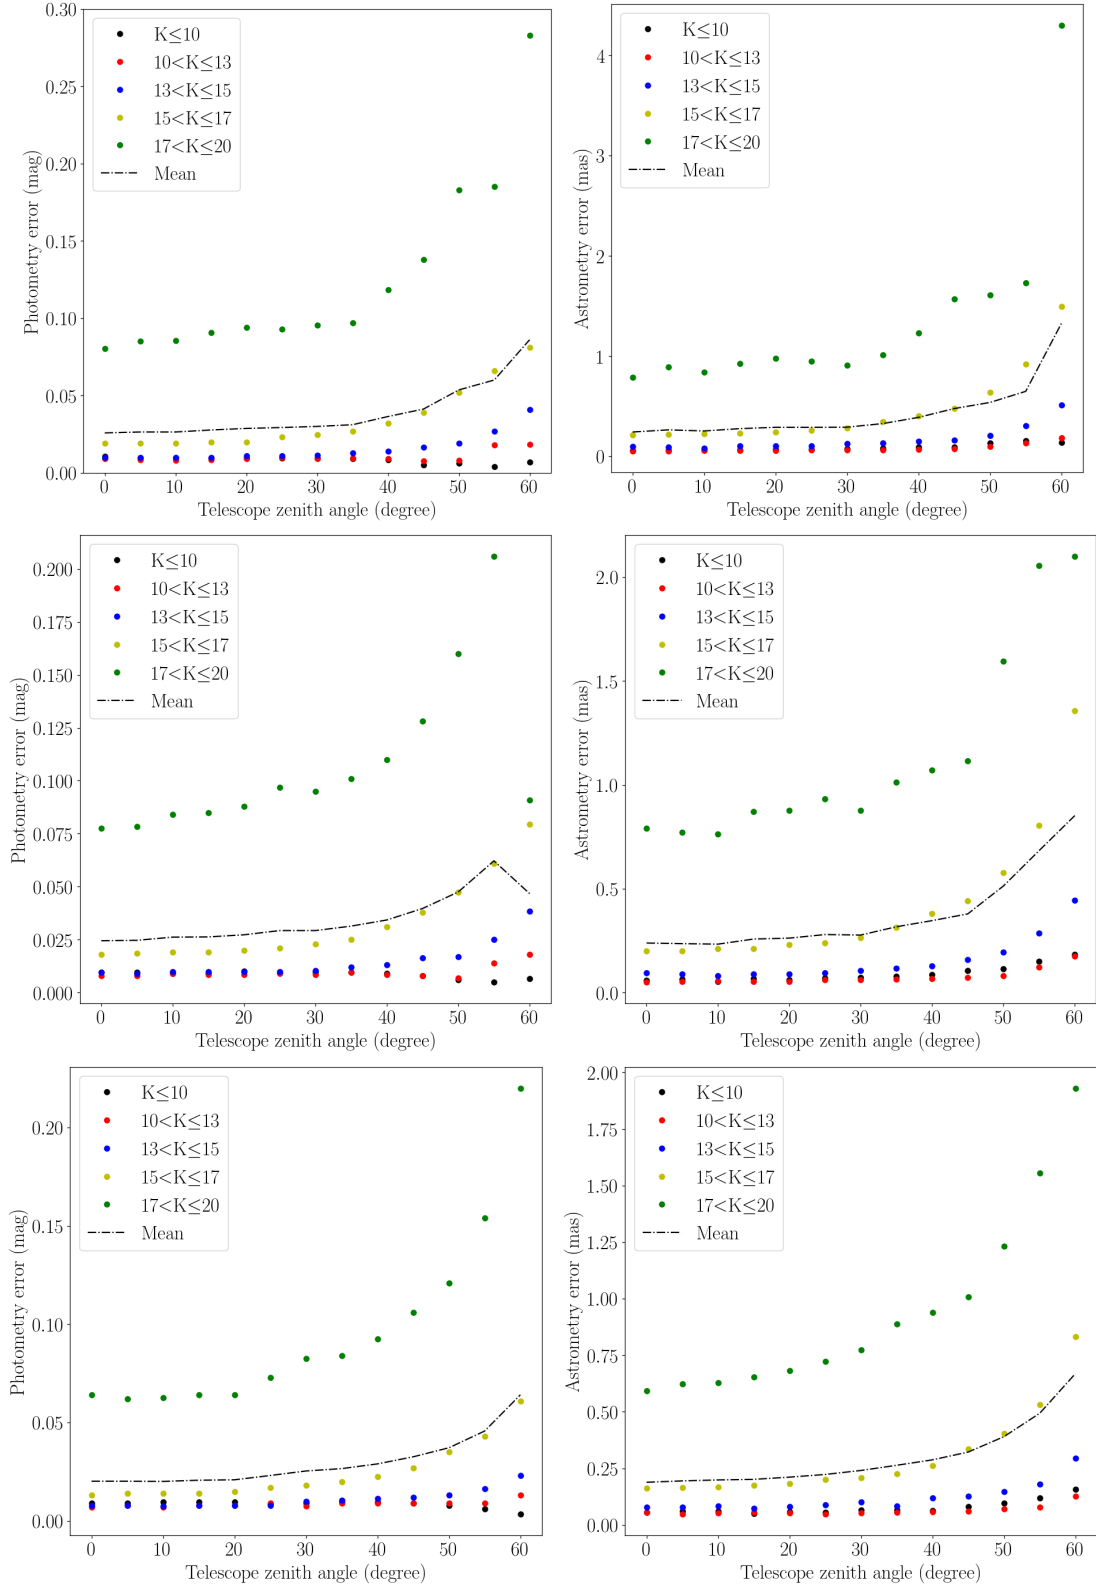 0.30
0.25
0.20
0.15
0.10
0.05
0.00
Photometry error (mag)
K≤10
10<K≤13
13<K≤15
15<K≤17
17<K≤20
Mean
0 10 20 30 40 50 60
Telescope zenith angle (degree)
4
3
2
1
0
Astrometry error (mas)
K≤10
10<K≤13
13<K≤15
15<K≤17
17<K≤20
Mean
0 10 20 30 40 50 60
Telescope zenith angle (degree)
0.200
0.175
0.150
0.125
0.100
0.075
0.050
0.025
0.000
Photometry error (mag)
K≤10
10<K≤13
13<K≤15
15<K≤17
17<K≤20
Mean
0 10 20 30 40 50 60
Telescope zenith angle (degree)
2.0
1.5
1.0
0.5
0.0
Astrometry error (mas)
K≤10
10<K≤13
13<K≤15
15<K≤17
17<K≤20
Mean
0 10 20 30 40 50 60
Telescope zenith angle (degree)
0.20
0.15
0.10
0.05
0.00
Photometry error (mag)
K≤10
10<K≤13
13<K≤15
15<K≤17
17<K≤20
Mean
0 10 20 30 40 50 60
Telescope zenith angle (degree)
2.00
1.75
1.50
1.25
1.00
0.75
0.50
0.25
0.00
Astrometry error (mas)
K≤10
10<K≤13
13<K≤15
15<K≤17
17<K≤20
Mean
0 10 20 30 40 50 60
Telescope zenith angle (degree)